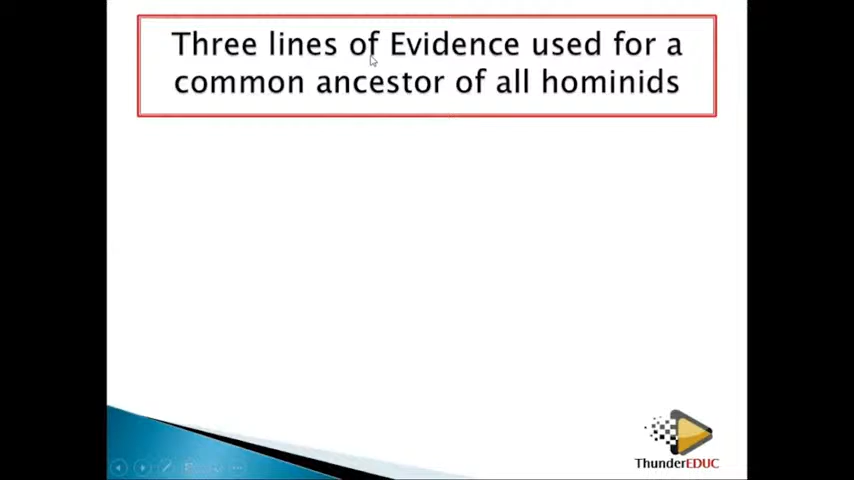 Three lines of Evidence used for a
common ancestor of all hominids
ThunderEDUC